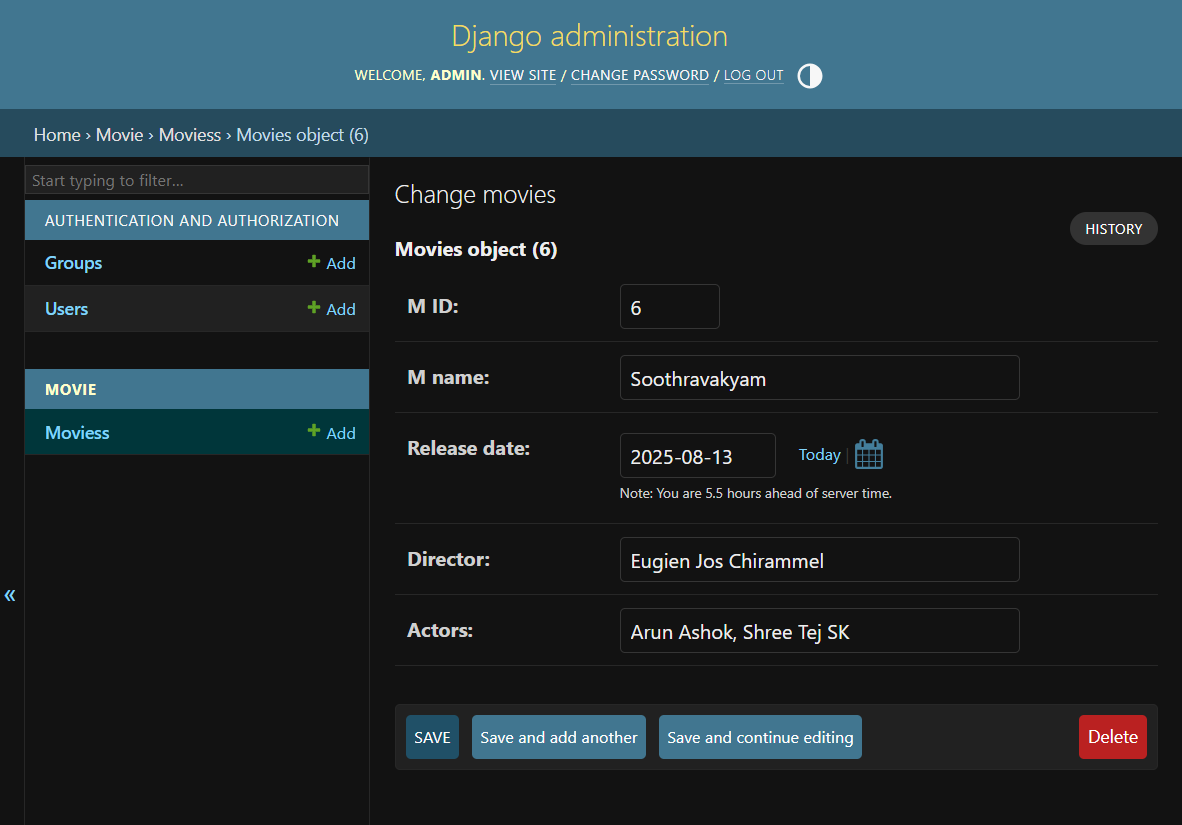 Django administration
WELCOME, ADMIN. VIEW SITE / CHANGE PASSWORD / LOG OUT
Home › Movie › Moviess › Movies object (6)
Start typing to filter...
AUTHENTICATION AND AUTHORIZATION
Groups + Add
Users + Add
MOVIE
Moviess + Add
«
Change movies
HISTORY
Movies object (6)
M ID: 6
M name: Soothravakyam
Release date: 2025-08-13 Today |
Note: You are 5.5 hours ahead of server time.
Director: Eugien Jos Chirammel
Actors: Arun Ashok, Shree Tej SK
SAVE Save and add another Save and continue editing Delete